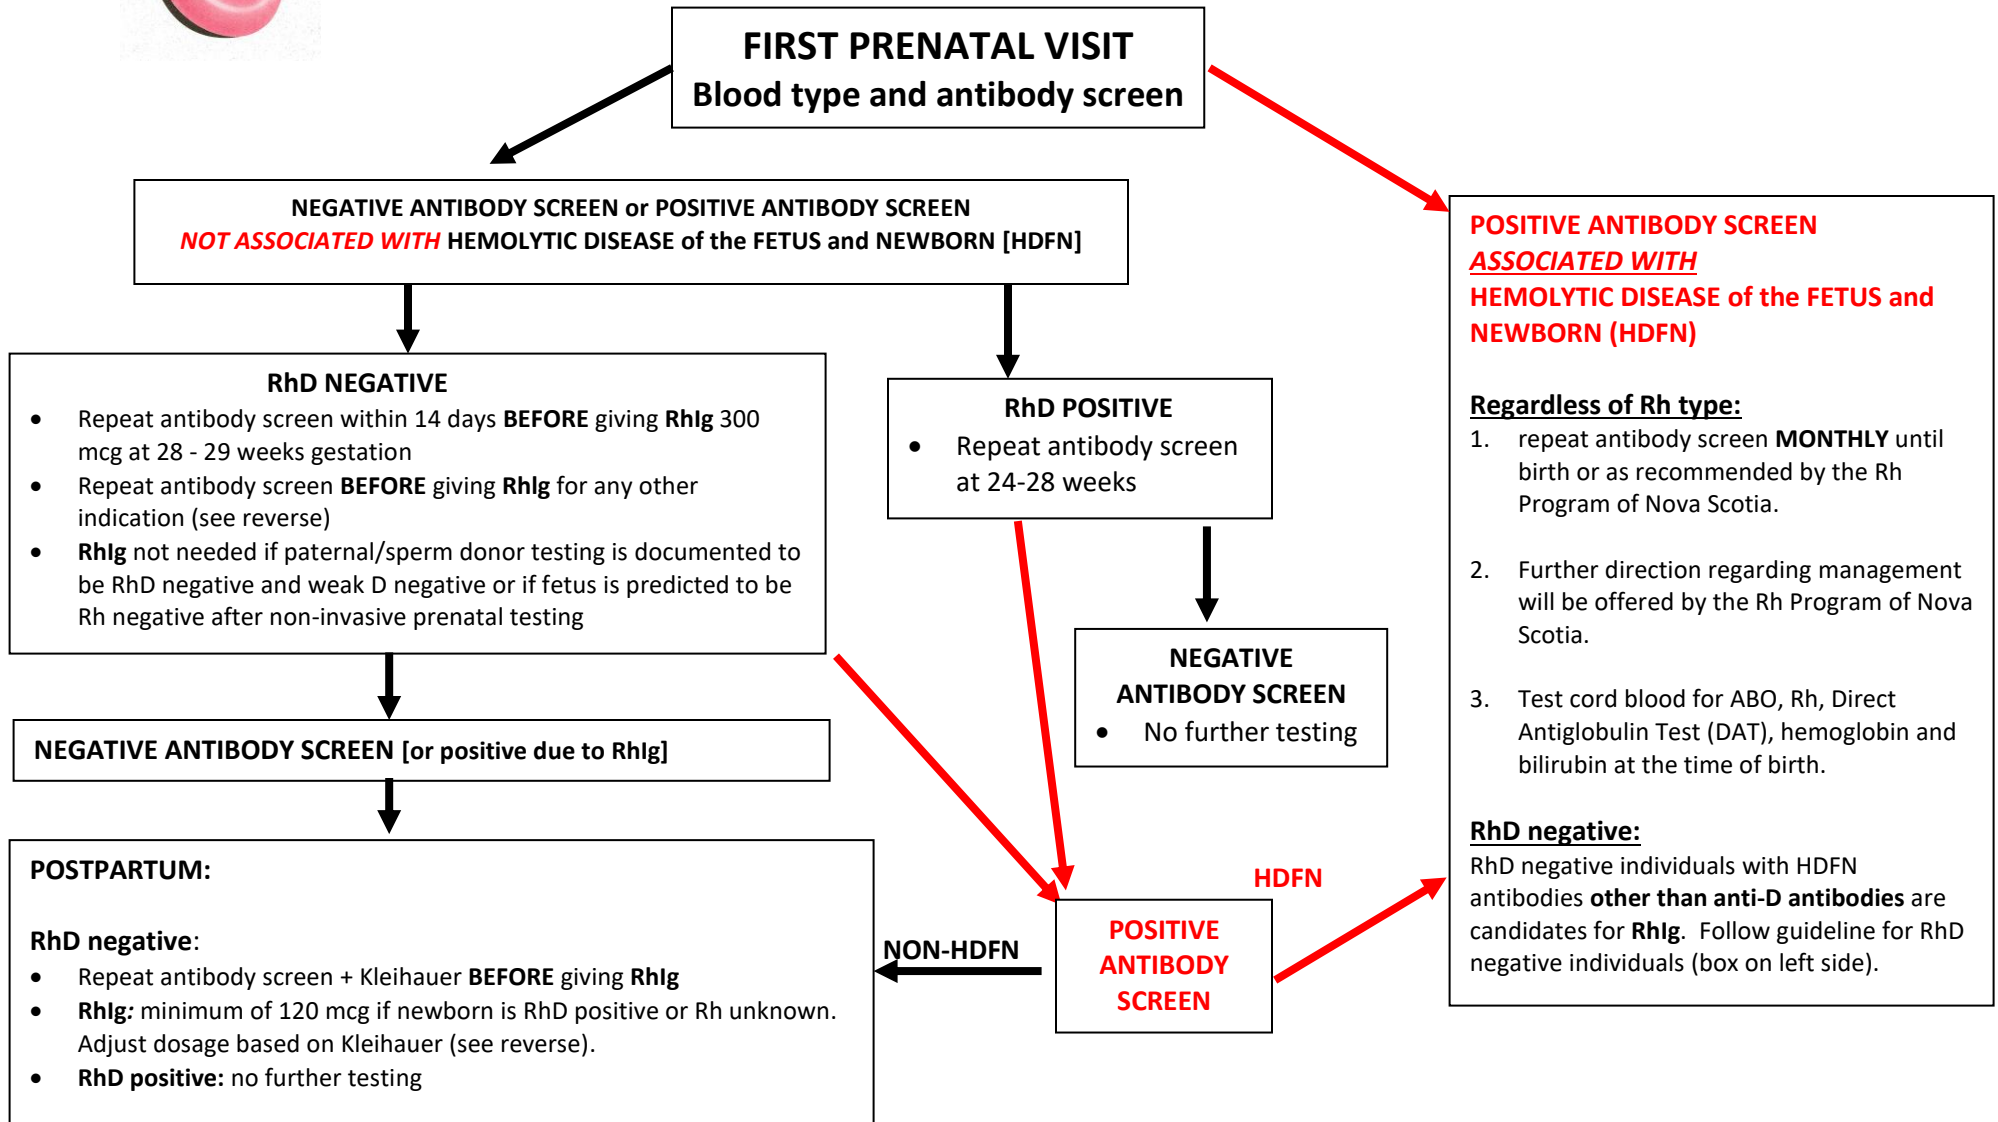 FIRST PRENATAL VISIT
Blood type and antibody screen
NEGATIVE ANTIBODY SCREEN or POSITIVE ANTIBODY SCREEN
NOT ASSOCIATED WITH HEMOLYTIC DISEASE of the FETUS and NEWBORN [HDFN]
RhD NEGATIVE
• Repeat antibody screen within 14 days BEFORE giving RhIg 300
mcg at 28 - 29 weeks gestation
• Repeat antibody screen BEFORE giving RhIg for any other
indication (see reverse)
• RhIg not needed if paternal/sperm donor testing is documented to
be RhD negative and weak D negative or if fetus is predicted to be
Rh negative after non-invasive prenatal testing
RhD POSITIVE
• Repeat antibody screen
at 24-28 weeks
NEGATIVE
ANTIBODY SCREEN
• No further testing
NEGATIVE ANTIBODY SCREEN [or positive due to RhIg]
POSTPARTUM:
RhD negative:
• Repeat antibody screen + Kleihauer BEFORE giving RhIg
• RhIg: minimum of 120 mcg if newborn is RhD positive or Rh unknown.
Adjust dosage based on Kleihauer (see reverse).
• RhD positive: no further testing
NON-HDFN
POSITIVE
ANTIBODY
SCREEN
HDFN
POSITIVE ANTIBODY SCREEN
ASSOCIATED WITH
HEMOLYTIC DISEASE of the FETUS and
NEWBORN (HDFN)
Regardless of Rh type:
1. repeat antibody screen MONTHLY until
birth or as recommended by the Rh
Program of Nova Scotia.
2. Further direction regarding management
will be offered by the Rh Program of Nova
Scotia.
3. Test cord blood for ABO, Rh, Direct
Antiglobulin Test (DAT), hemoglobin and
bilirubin at the time of birth.
RhD negative:
RhD negative individuals with HDFN
antibodies other than anti-D antibodies are
candidates for RhIg. Follow guideline for RhD
negative individuals (box on left side).